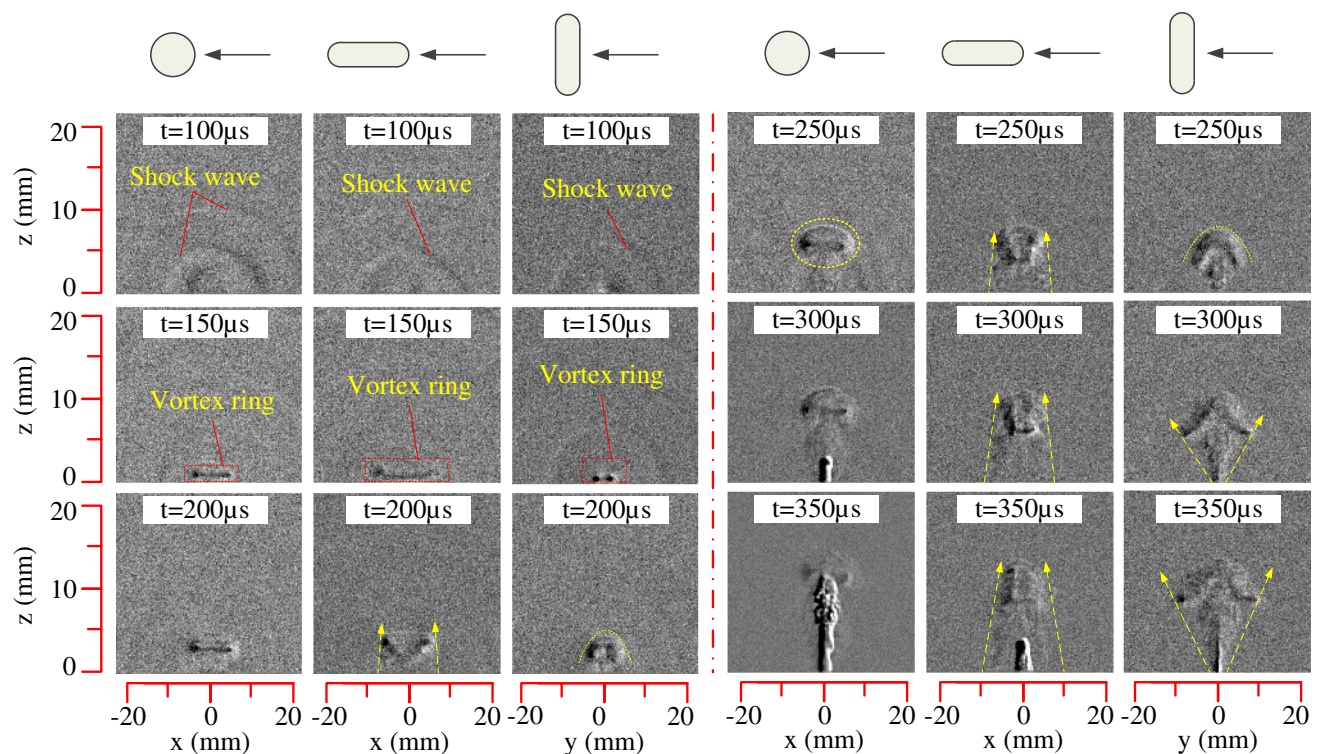 t=100µs t=100µs t=100µs t=250µs t=250µs t=250µs
Shock wave Shock wave Shock wave
20
10
0
z (mm)
t=150µs t=150µs t=150µs t=300µs t=300µs t=300µs
Vortex ring Vortex ring Vortex ring
20
10
0
z (mm)
t=200µs t=200µs t=200µs t=350µs t=350µs t=350µs
20
10
0
z (mm)
-20 0 20 -20 0 20 -20 0 20 -20 0 20 -20 0 20 -20 0 20
x (mm) x (mm) y (mm) x (mm) x (mm) y (mm)